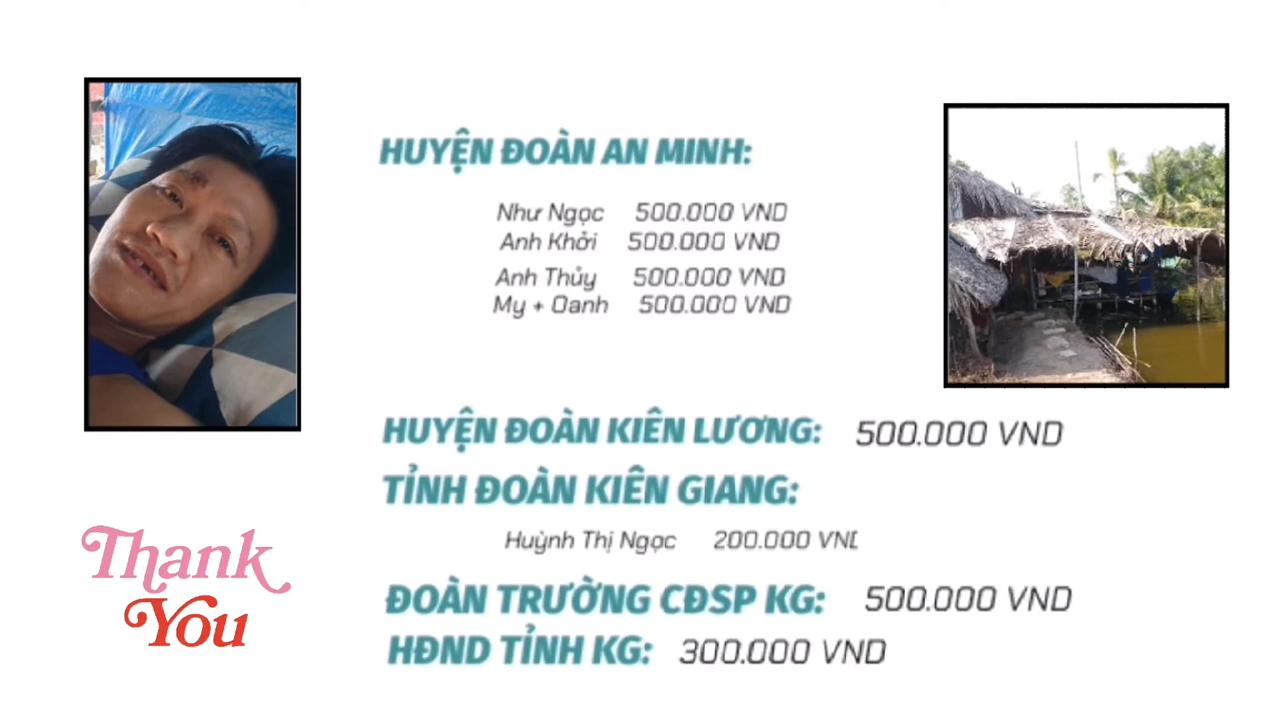 HUYỆN ĐOÀN AN MINH:
Như Ngọc 500.000 VND
Anh Khởi 500.000 VND
Anh Thủy 500.000 VND
My + Oanh 500.000 VND
HUYỆN ĐOÀN KIÊN LƯƠNG: 500.000 VND
TỈNH ĐOÀN KIÊN GIANG:
Huỳnh Thị Ngọc 200.000 VND
ĐOÀN TRƯỜNG CĐSP KG: 500.000 VND
HĐND TỈNH KG: 300.000 VND
Thank
You